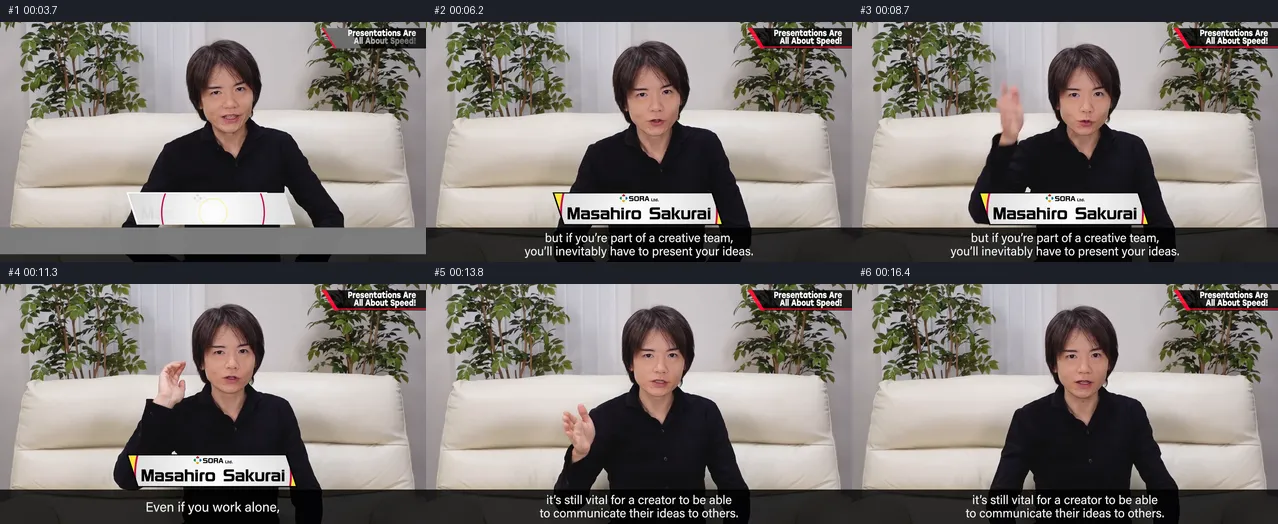 #1 00:03.7
Presentations Are
All About Speed!
#2 00:06.2
Presentations Are
All About Speed!
SORA Ltd.
Masahiro Sakurai
but if you're part of a creative team,
you'll inevitably have to present your ideas.
#3 00:08.7
Presentations Are
All About Speed!
SORA Ltd.
Masahiro Sakurai
but if you're part of a creative team,
you'll inevitably have to present your ideas.
#4 00:11.3
Presentations Are
All About Speed!
SORA Ltd.
Masahiro Sakurai
Even if you work alone,
#5 00:13.8
Presentations Are
All About Speed!
it's still vital for a creator to be able
to communicate their ideas to others.
#6 00:16.4
Presentations Are
All About Speed!
it's still vital for a creator to be able
to communicate their ideas to others.